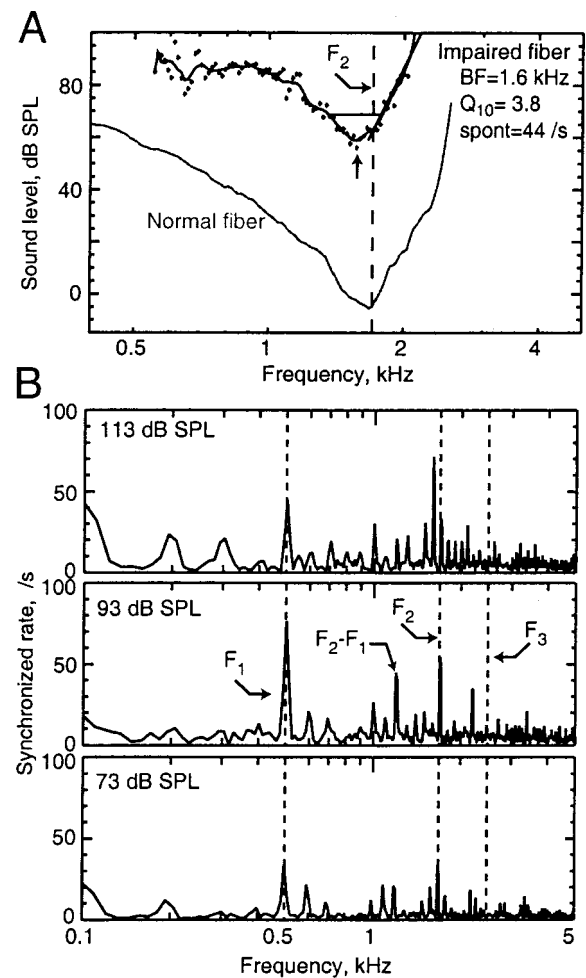 A
80
40
0
Sound level, dB SPL
F2
Impaired fiber
BF=1.6 kHz
Q10= 3.8
spont=44 /s
Normal fiber
0.5 1 2 4
Frequency, kHz
B
100
50
0
113 dB SPL
100
50
0
93 dB SPL
F1
F2-F1
F2
F3
Synchronized rate, /s
100
50
0
73 dB SPL
0.1 0.5 1 5
Frequency, kHz